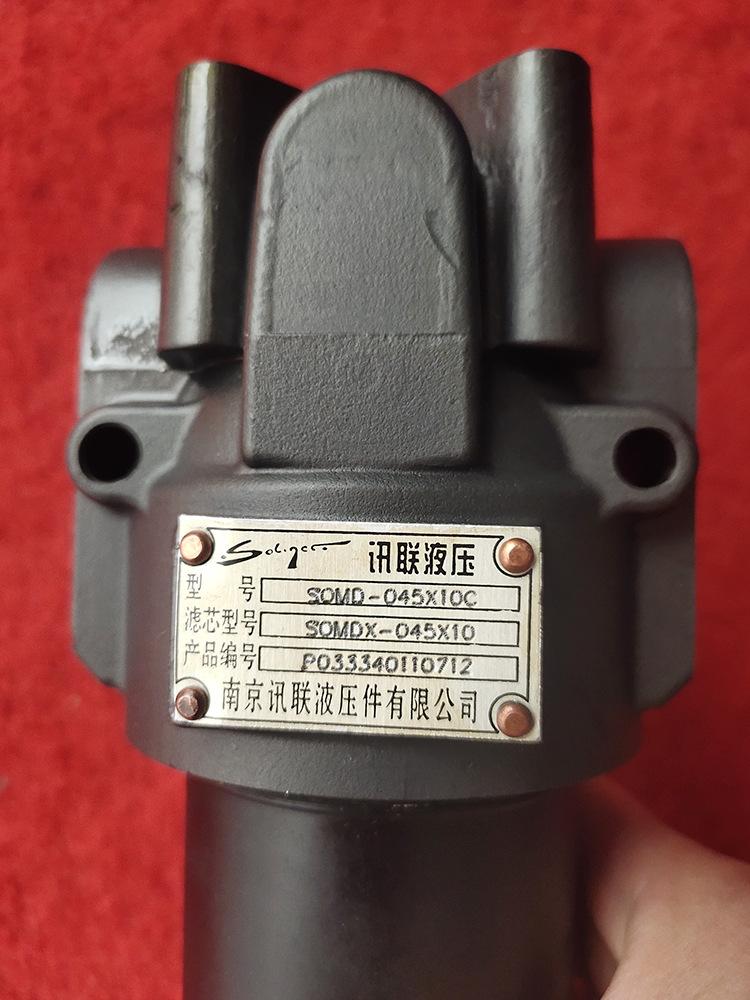 讯联液压
型 号 SOMD-045X10C
滤芯型号 SOMDX-045X10
产品编号 P033340110712
南京讯联液压件有限公司